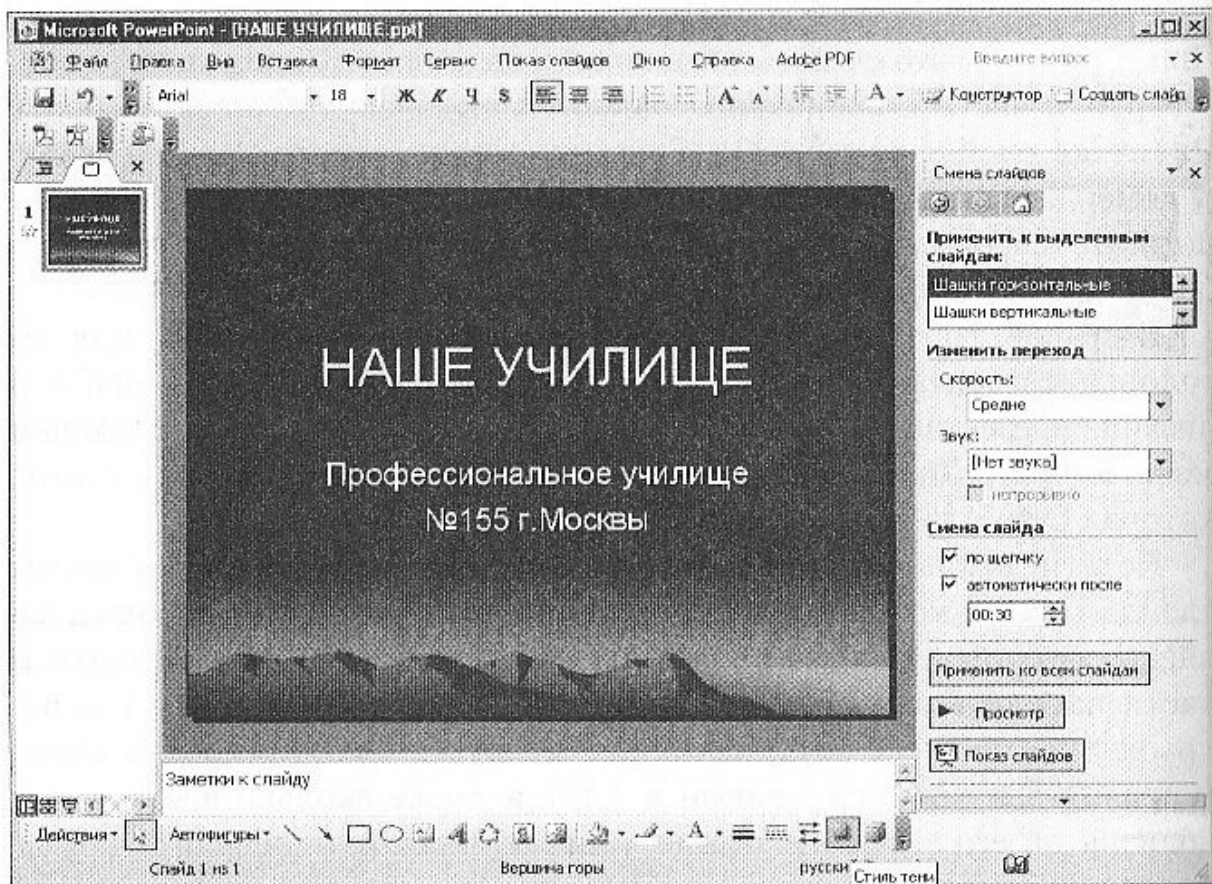 Microsoft PowerPoint - [НАШЕ УЧИЛИЩЕ.ppt]
Файл Правка Вид Вставка Формат Сервис Показ слайдов Окно Справка Adobe PDF Введите вопрос
Arial 18 Ж К Ч S A A A Конструктор Создать слайд
Смена слайдов
1
Применить к выделенным
слайдам:
Шашки горизонтальные
Шашки вертикальные
Изменить переход
Скорость:
Средне
Звук:
[Нет звука]
непрерывно
Смена слайда
по щелчку
автоматически после
00:30
Применить ко всем слайдам
Просмотр
Показ слайдов
НАШЕ УЧИЛИЩЕ
Профессиональное училище
№155 г.Москвы
Заметки к слайду
Действия Автофигуры A
Слайд 1 из 1 Вершина горы русский
Стиль тени